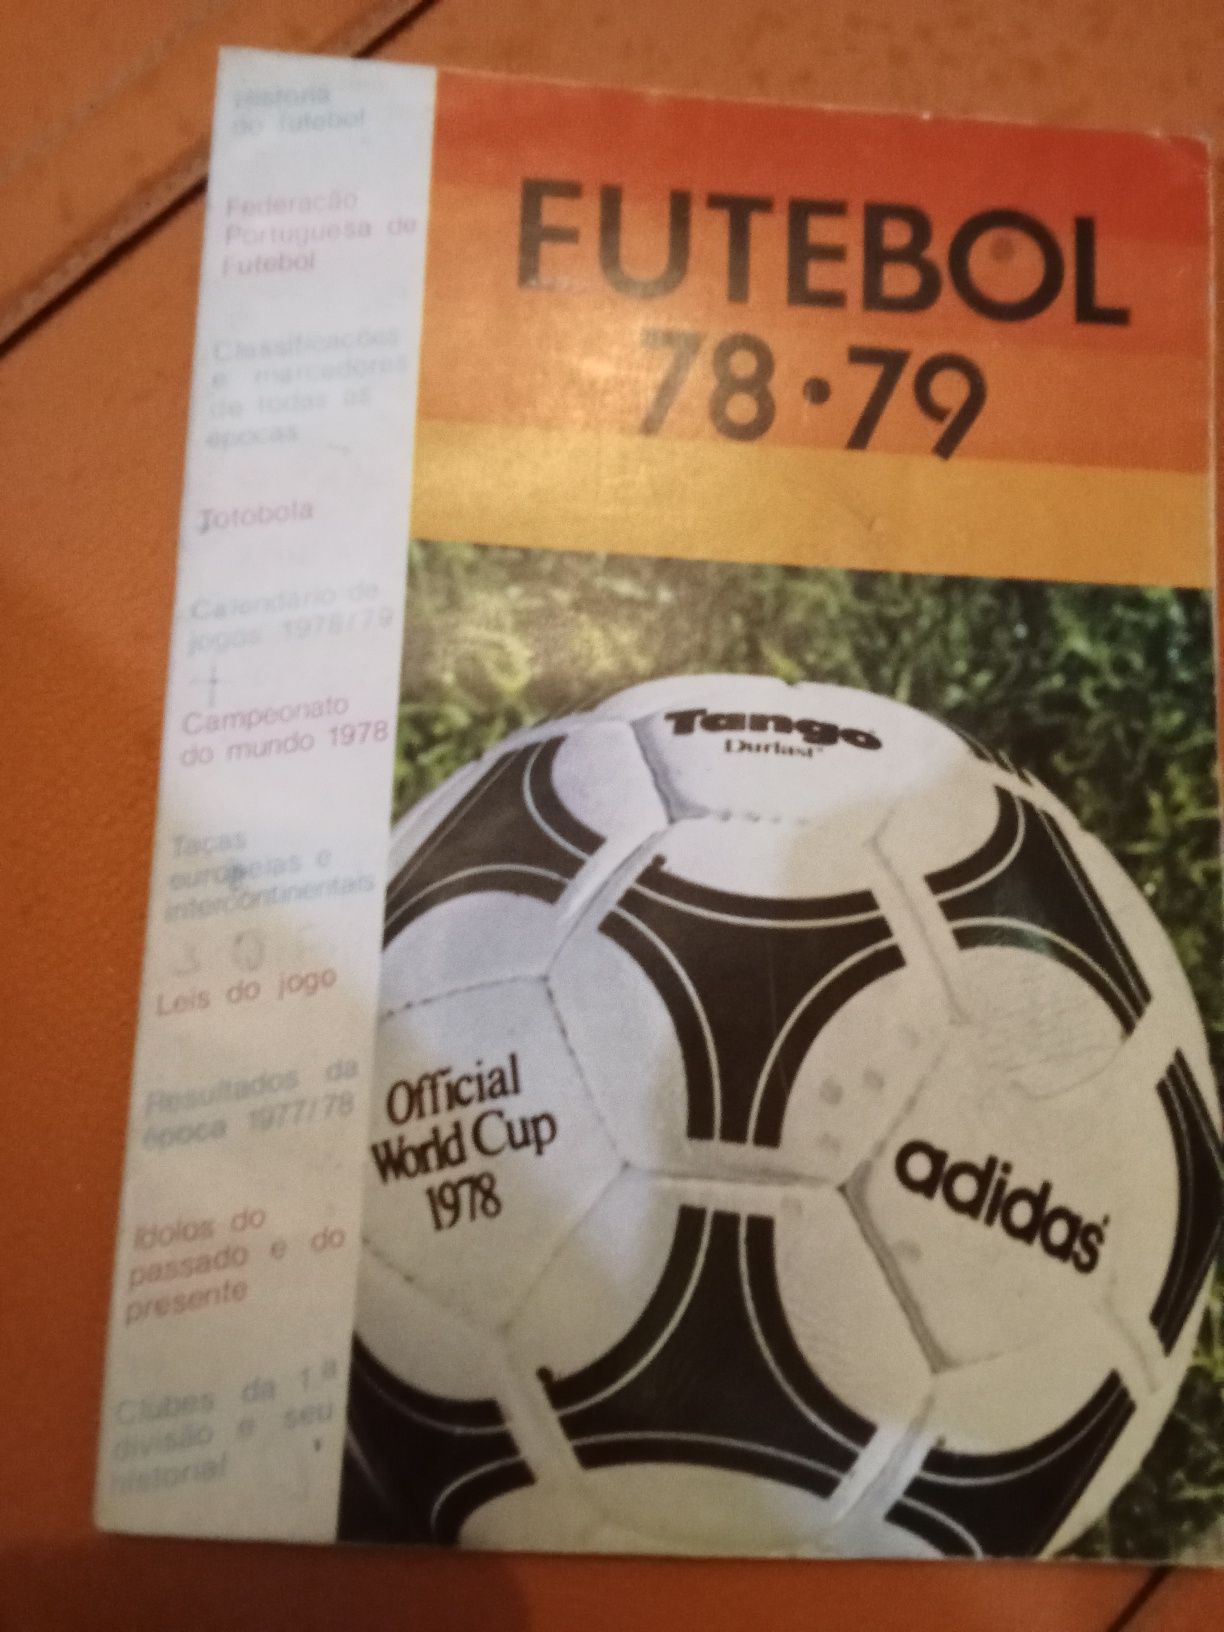 História
do futebol
Federação
Portuguesa de
Futebol
Classificações
e marcadores
de todas as
épocas
Totobola
Calendário de
jogos 1978/79
Campeonato
do mundo 1978
Taças
europeias e
intercontinentais
Leis do jogo
Resultados da
época 1977/78
Ídolos do
passado e do
presente
Clubes da 1.ª
divisão e seu
historial
FUTEBOL
78·79
Tango
Durlast
Official
World Cup
1978
adidas